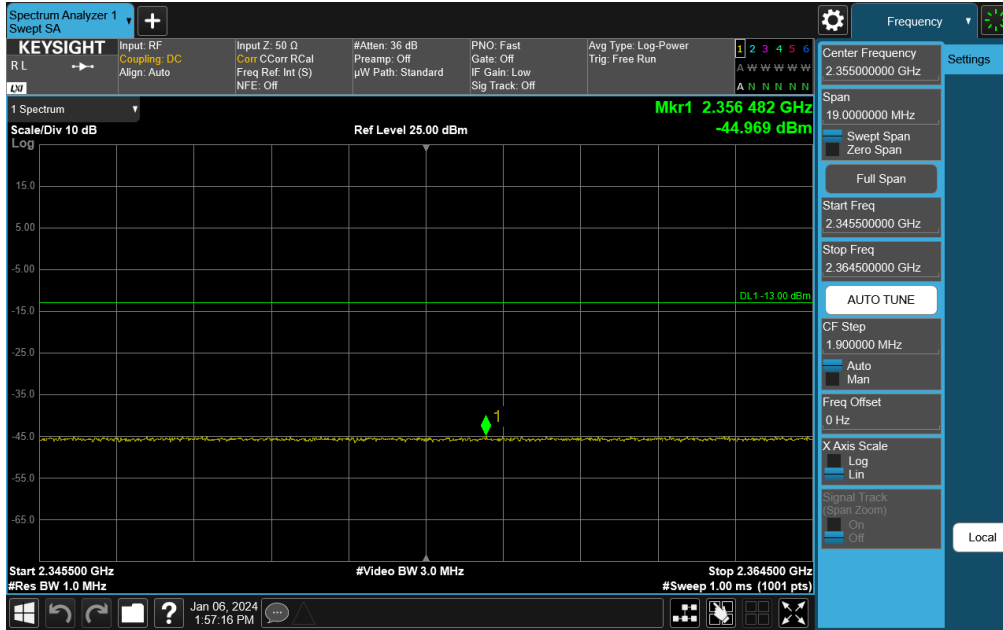 Spectrum Analyzer 1
Swept SA
Frequency
KEYSIGHT
R L
LXI
Input: RF
Coupling: DC
Align: Auto
Input Z: 50 Ω
Corr CCorr RCal
Freq Ref: Int (S)
NFE: Off
#Atten: 36 dB
Preamp: Off
µW Path: Standard
PNO: Fast
Gate: Off
IF Gain: Low
Sig Track: Off
Avg Type: Log-Power
Trig: Free Run
1 2 3 4 5 6
A W W W W W
A N N N N N
1 Spectrum
Scale/Div 10 dB
Log
Ref Level 25.00 dBm
Mkr1 2.356 482 GHz
-44.969 dBm
15.0
5.00
-5.00
-15.0
-25.0
-35.0
-45.0
-55.0
-65.0
DL1 -13.00 dBm
1
Start 2.345500 GHz
#Res BW 1.0 MHz
#Video BW 3.0 MHz
Stop 2.364500 GHz
#Sweep 1.00 ms (1001 pts)
Center Frequency
2.355000000 GHz
Span
19.0000000 MHz
Swept Span
Zero Span
Full Span
Start Freq
2.345500000 GHz
Stop Freq
2.364500000 GHz
AUTO TUNE
CF Step
1.900000 MHz
Auto
Man
Freq Offset
0 Hz
X Axis Scale
Log
Lin
Signal Track
(Span Zoom)
On
Off
Settings
Local
?
Jan 06, 2024
1:57:16 PM